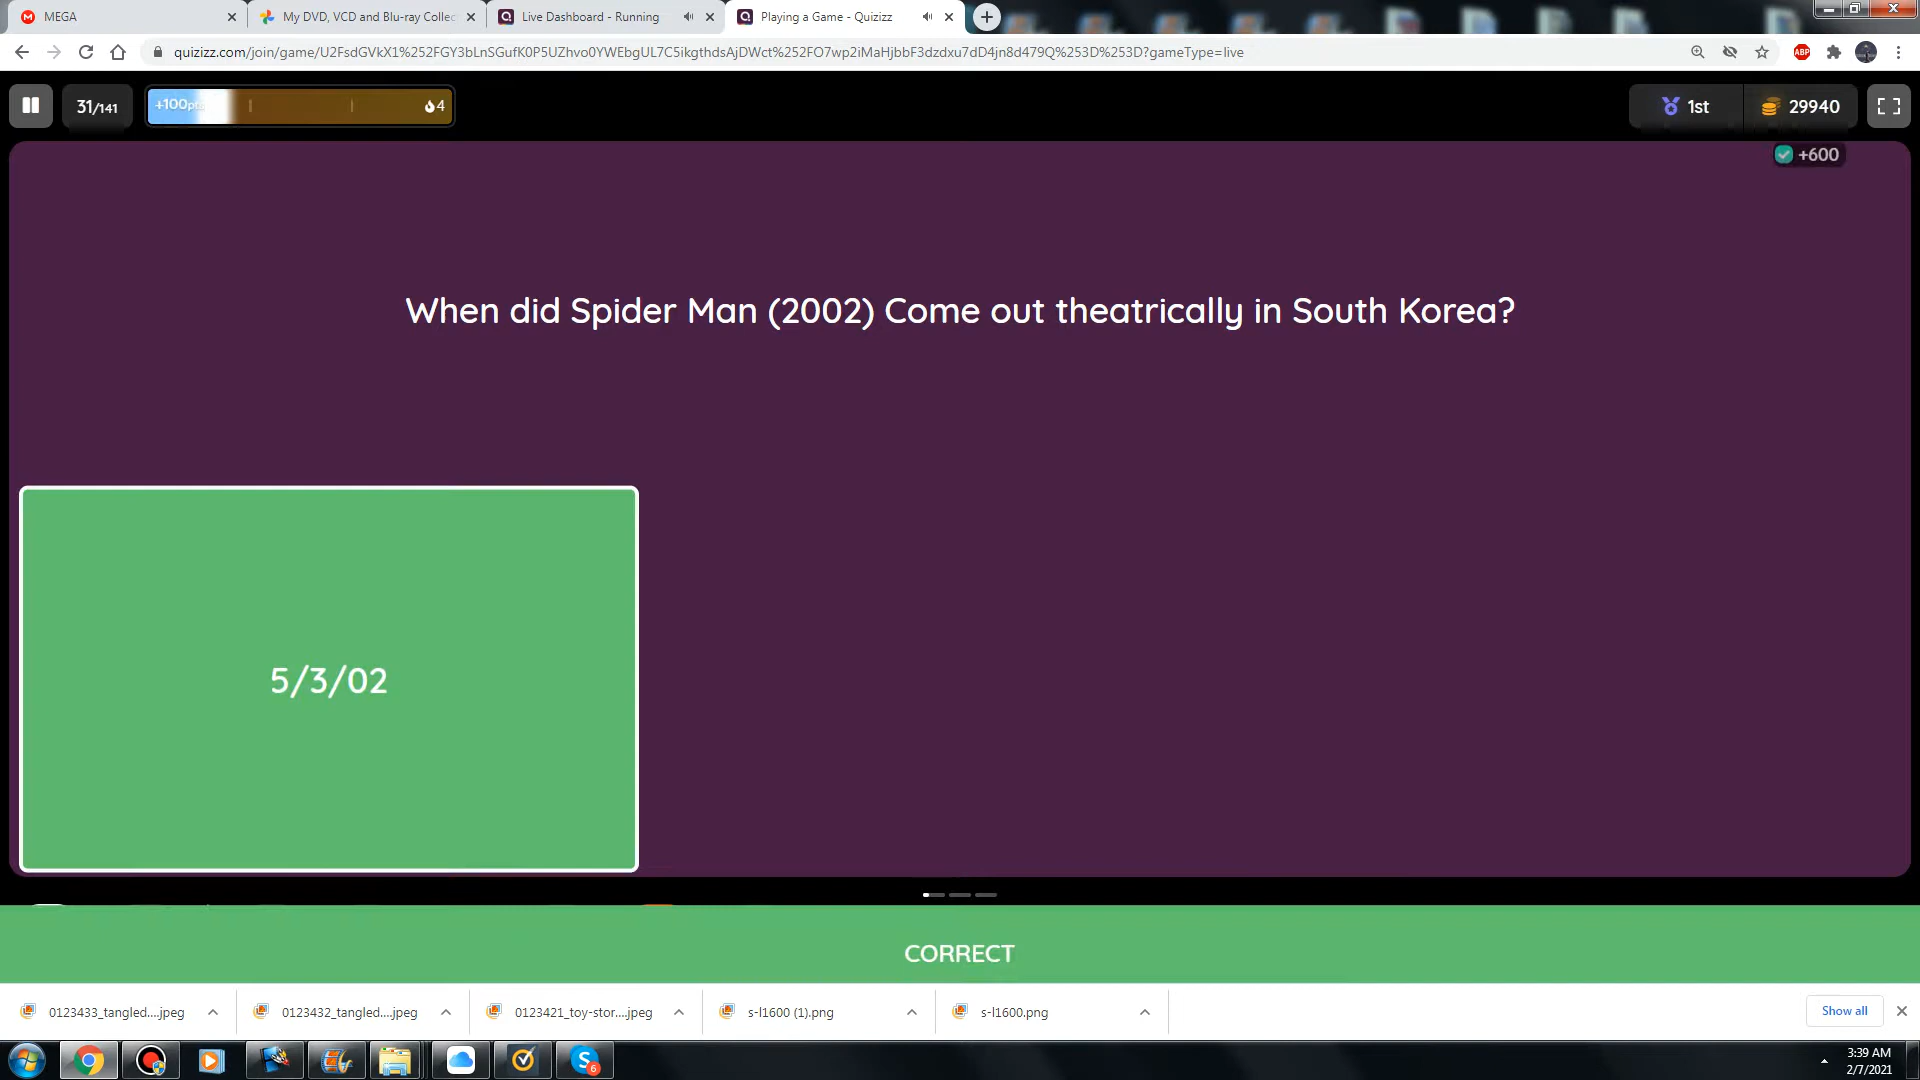 MEGA
My DVD, VCD and Blu-ray Collec
Live Dashboard - Running
Playing a Game - Quizizz
quizizz.com/join/game/U2FsdGVkX1%252FGY3bLnSGufK0P5UZhvo0YWEbgUL7C5ikgthdsAjDWct%252FO7wp2iMaHjbbF3dzdxu7dD4jn8d479Q%253D%253D?gameType=live
ABP
31/141
+100pts
4
1st
29940
+600
When did Spider Man (2002) Come out theatrically in South Korea?
5/3/02
CORRECT
0123433_tangled....jpeg
0123432_tangled....jpeg
0123421_toy-stor....jpeg
s-l1600 (1).png
s-l1600.png
Show all
6
3:39 AM
2/7/2021